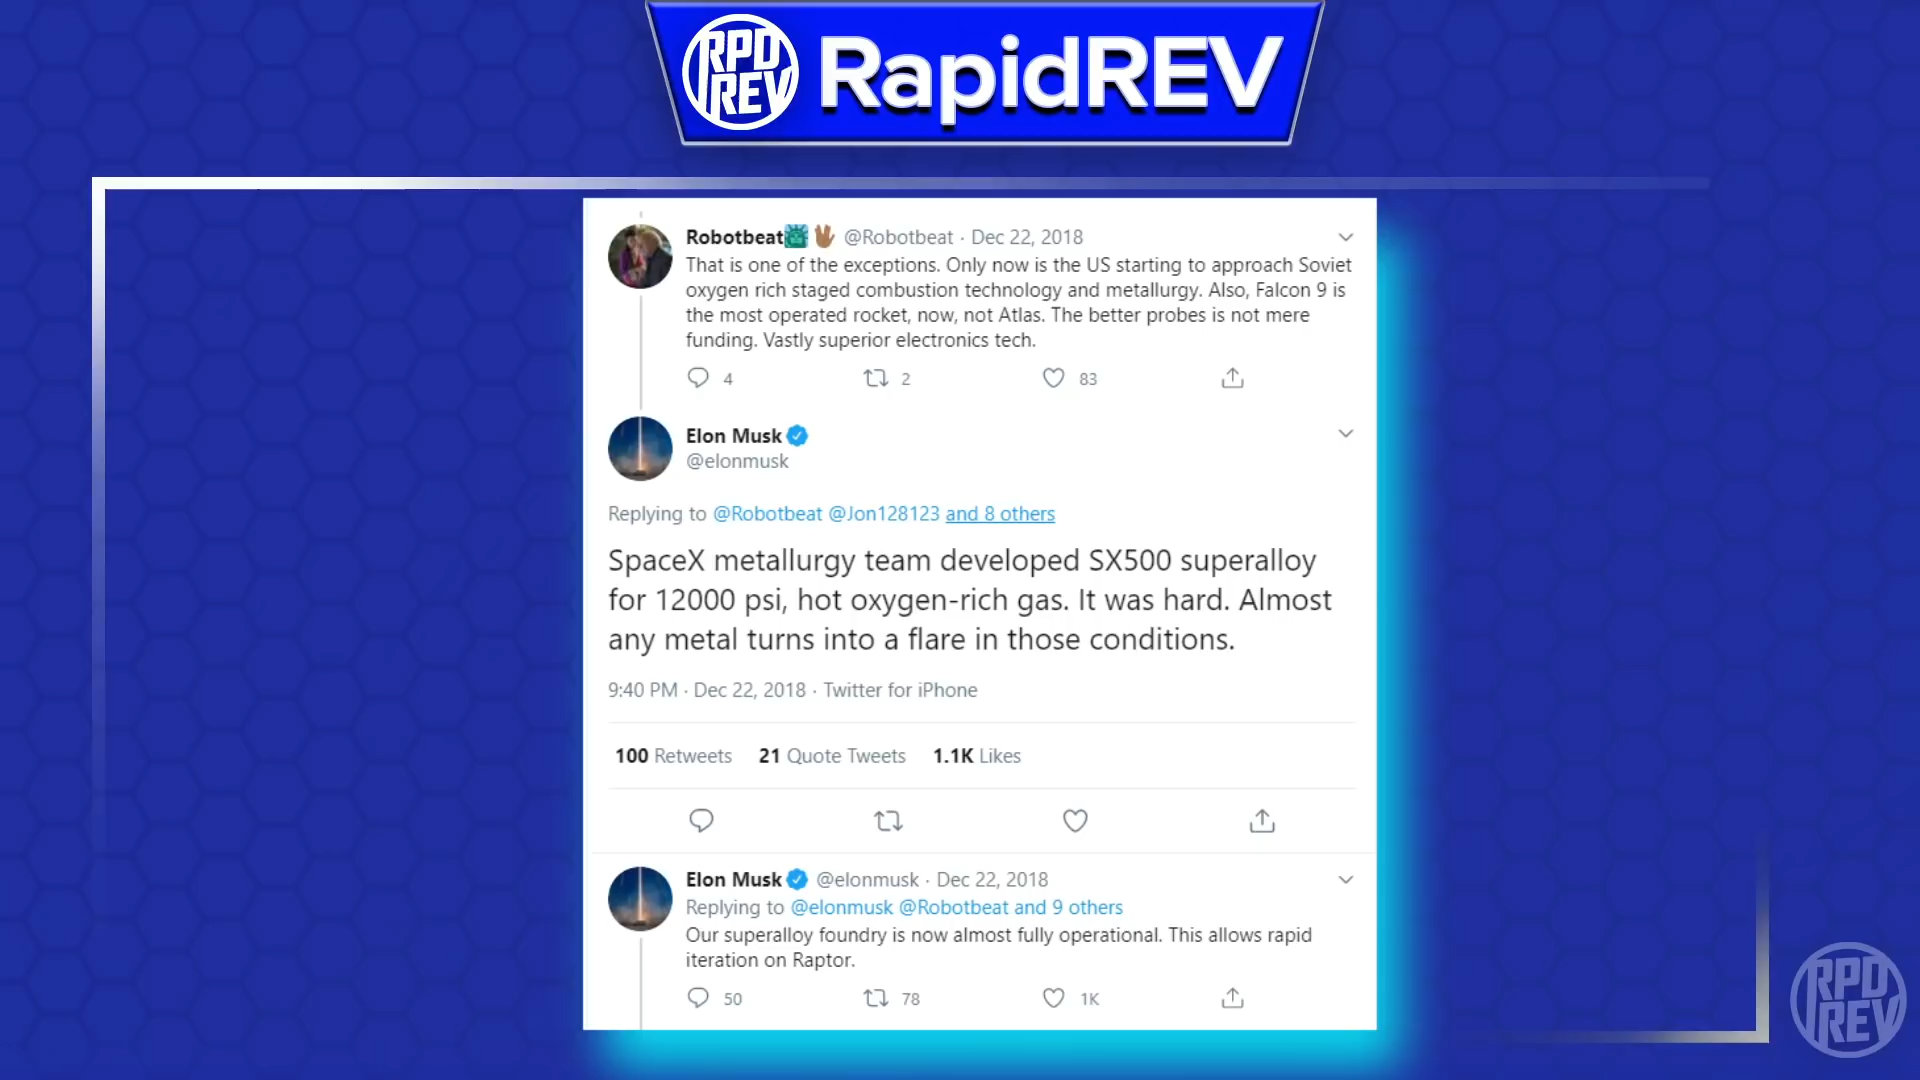 RPD
REV
RapidREV
Robotbeat @Robotbeat · Dec 22, 2018
That is one of the exceptions. Only now is the US starting to approach Soviet
oxygen rich staged combustion technology and metallurgy. Also, Falcon 9 is
the most operated rocket, now, not Atlas. The better probes is not mere
funding. Vastly superior electronics tech.
4 2 83
Elon Musk
@elonmusk
Replying to @Robotbeat @Jon128123 and 8 others
SpaceX metallurgy team developed SX500 superalloy
for 12000 psi, hot oxygen-rich gas. It was hard. Almost
any metal turns into a flare in those conditions.
9:40 PM · Dec 22, 2018 · Twitter for iPhone
100 Retweets 21 Quote Tweets 1.1K Likes
Elon Musk @elonmusk · Dec 22, 2018
Replying to @elonmusk @Robotbeat and 9 others
Our superalloy foundry is now almost fully operational. This allows rapid
iteration on Raptor.
50 78 1K
RPD
REV